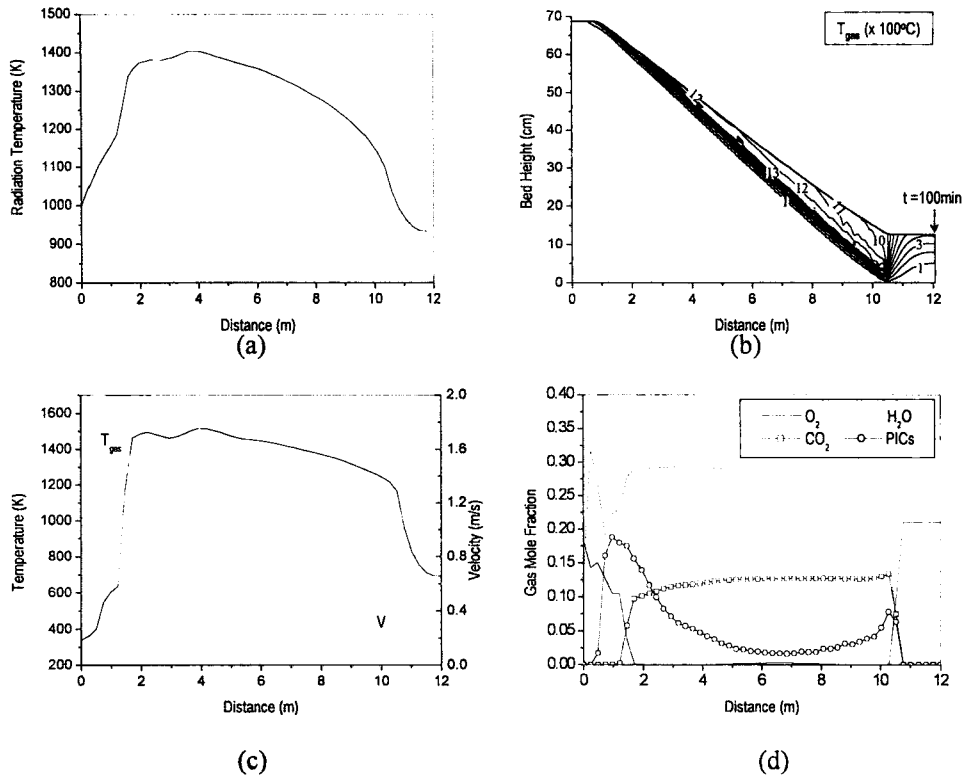 1500
1400
1300
1200
1100
1000
900
800
Radiation Temperature (K)
0 2 4 6 8 10 12
Distance (m)
(a)
70
60
50
40
30
20
10
0
Bed Height (cm)
T_gas (x 100ºC)
13
12
10
3
1
t =100min
0 2 4 6 8 10 12
Distance (m)
(b)
1600
1400
1200
1000
800
600
400
200
Temperature (K)
T_gas
V
2.0
1.6
1.2
0.8
0.4
0.0
Velocity (m/s)
0 2 4 6 8 10 12
Distance (m)
(c)
0.40
0.35
0.30
0.25
0.20
0.15
0.10
0.05
0.00
Gas Mole Fraction
O₂ H₂O
CO₂ PICs
0 2 4 6 8 10 12
Distance (m)
(d)